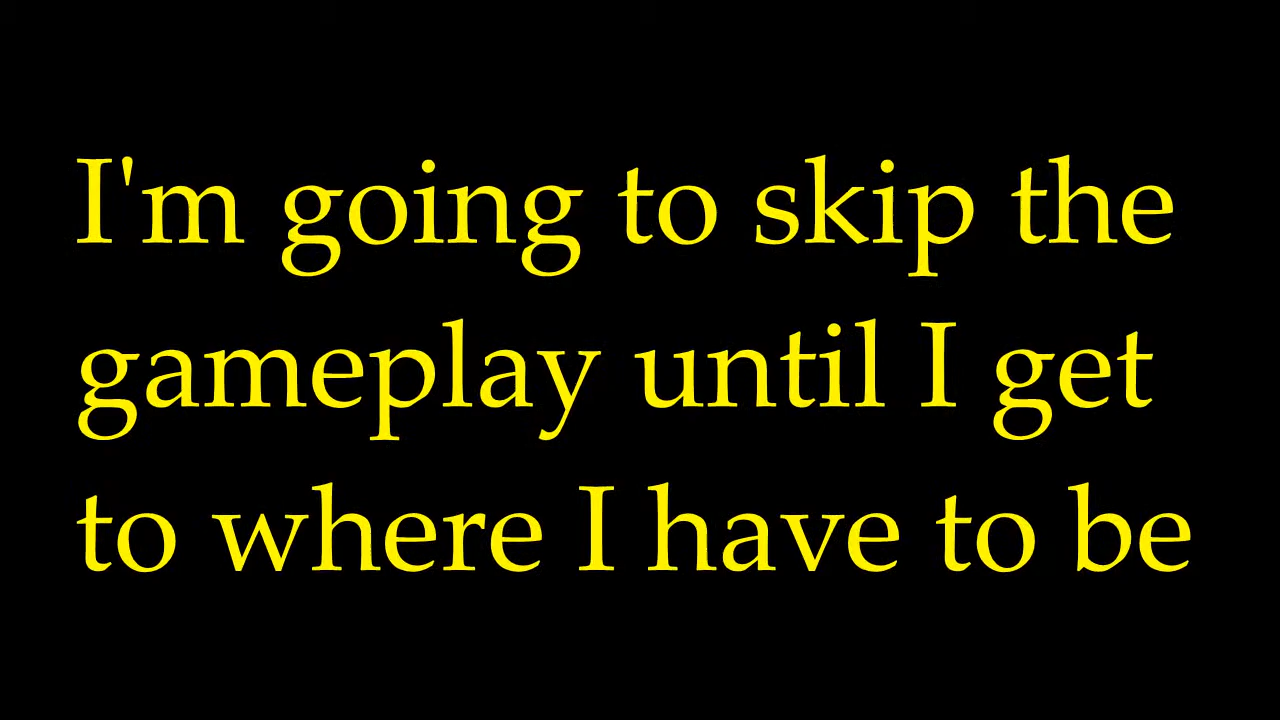 I'm going to skip the
gameplay until I get
to where I have to be